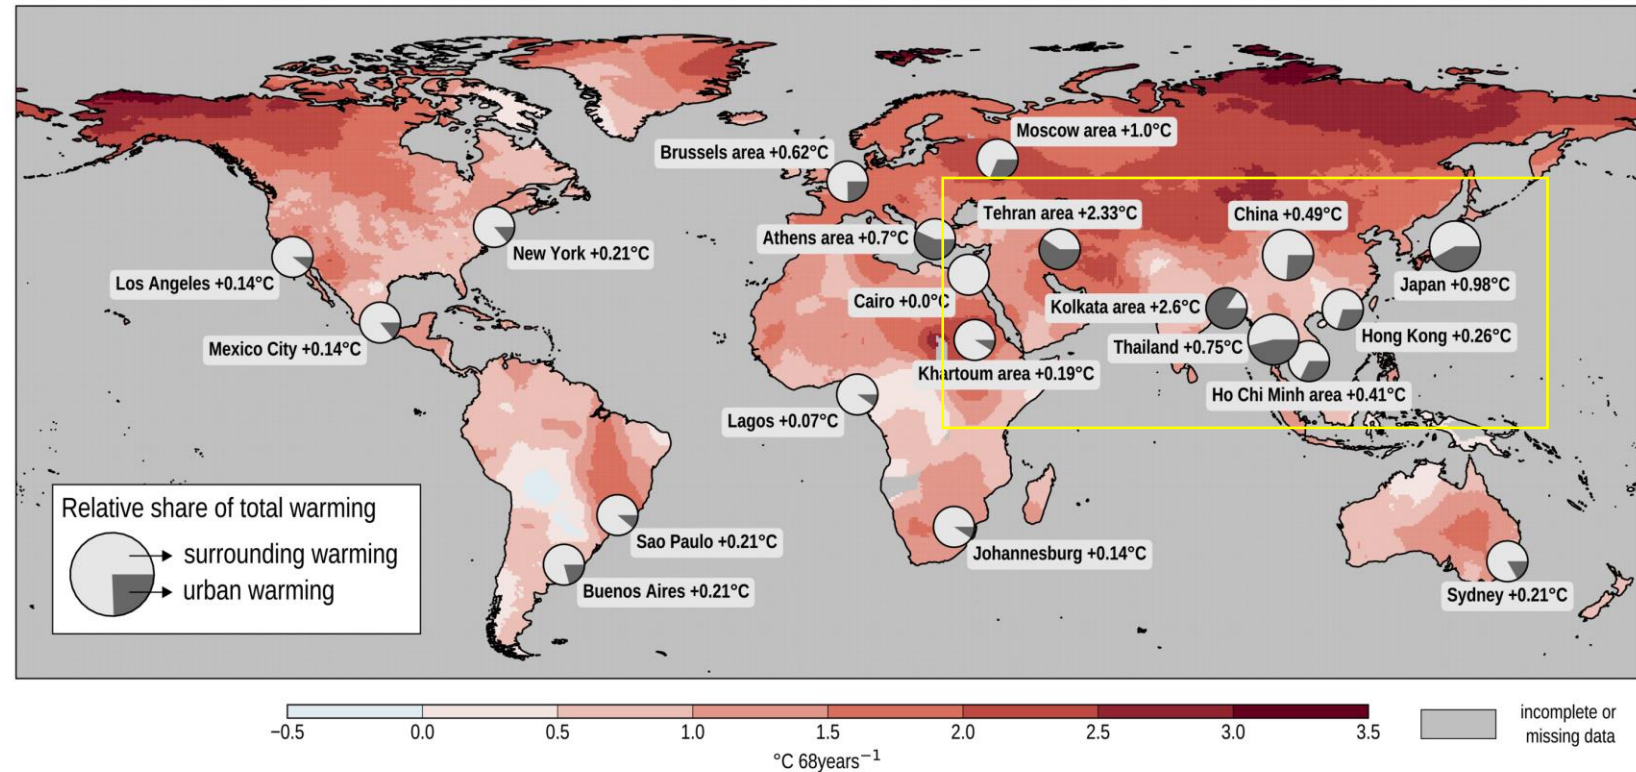 Moscow area +1.0°C
Brussels area +0.62°C
Tehran area +2.33°C
China +0.49°C
Athens area +0.7°C
New York +0.21°C
Los Angeles +0.14°C
Japan +0.98°C
Cairo +0.0°C
Kolkata area +2.6°C
Hong Kong +0.26°C
Mexico City +0.14°C
Thailand +0.75°C
Khartoum area +0.19°C
Ho Chi Minh area +0.41°C
Lagos +0.07°C
Relative share of total warming
surrounding warming
urban warming
Sao Paulo +0.21°C
Johannesburg +0.14°C
Buenos Aires +0.21°C
Sydney +0.21°C
−0.5 0.0 0.5 1.0 1.5 2.0 2.5 3.0 3.5
°C 68years⁻¹
incomplete or
missing data